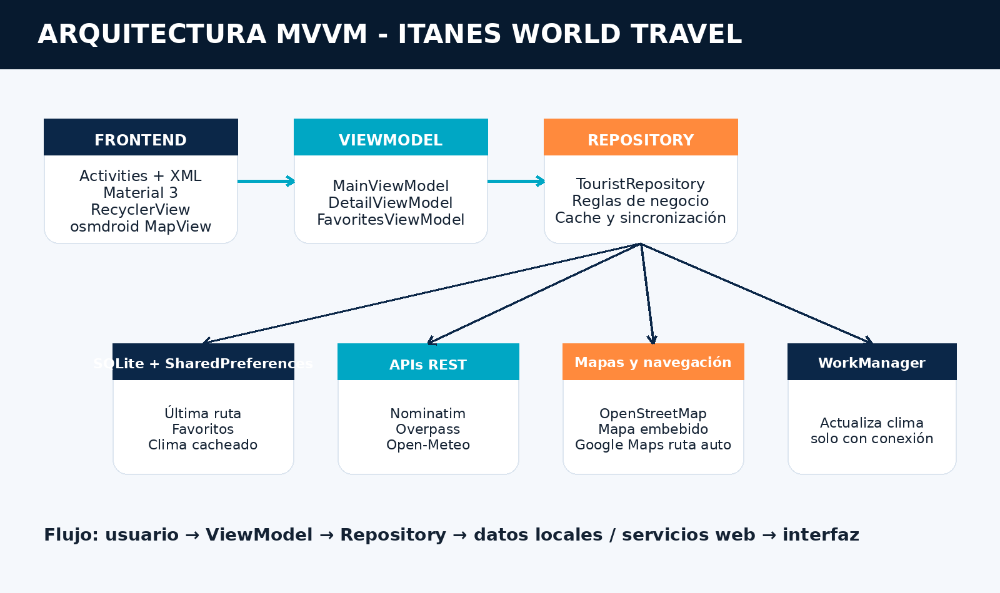 ARQUITECTURA MVVM - ITANES WORLD TRAVEL
FRONTEND
Activities + XML
Material 3
RecyclerView
osmdroid MapView
VIEWMODEL
MainViewModel
DetailViewModel
FavoritesViewModel
REPOSITORY
TouristRepository
Reglas de negocio
Cache y sincronización
SQLite + SharedPreferences
Última ruta
Favoritos
Clima cacheado
APIs REST
Nominatim
Overpass
Open-Meteo
Mapas y navegación
OpenStreetMap
Mapa embebido
Google Maps ruta auto
WorkManager
Actualiza clima
solo con conexión
Flujo: usuario → ViewModel → Repository → datos locales / servicios web → interfaz